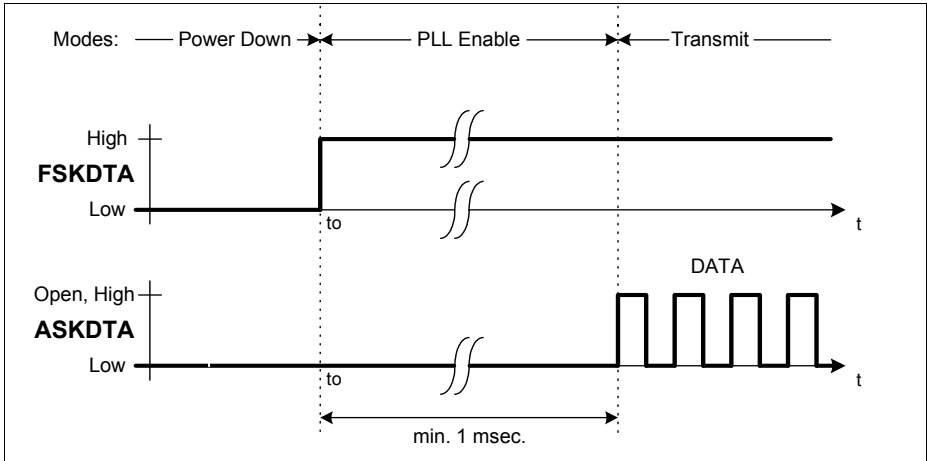 Modes: Power Down PLL Enable Transmit
High
FSKDTA
Low
to
t
DATA
Open, High
ASKDTA
Low
to
t
min. 1 msec.